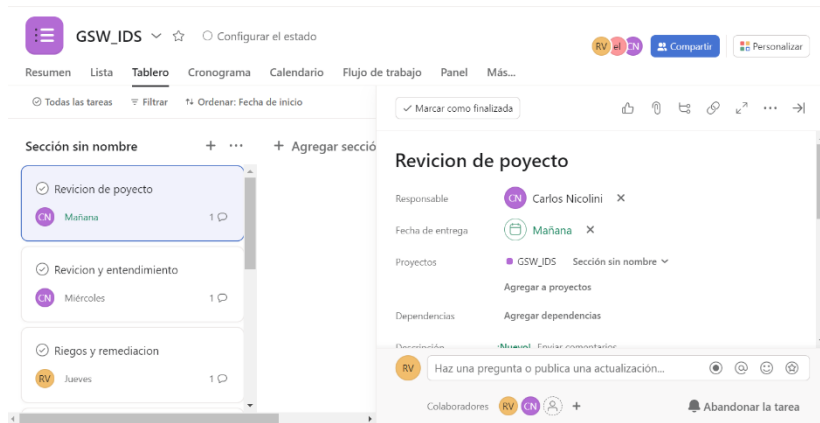 GSW_IDS
Configurar el estado
RV el CN
Compartir
Personalizar
Resumen Lista Tablero Cronograma Calendario Flujo de trabajo Panel Más...
Todas las tareas Filtrar Ordenar: Fecha de inicio
Marcar como finalizada
Sección sin nombre + ... + Agregar secció
Revicion de poyecto
CN Mañana 1
Revicion y entendimiento
CN Miércoles 1
Riegos y remediacion
RV Jueves 1
Revicion de poyecto
Responsable CN Carlos Nicolini ×
Fecha de entrega Mañana ×
Proyectos GSW_IDS Sección sin nombre
Agregar a proyectos
Dependencias Agregar dependencias
Descripción ¡Nuevo! Enviar comentarios
RV Haz una pregunta o publica una actualización...
Colaboradores RV CN + Abandonar la tarea